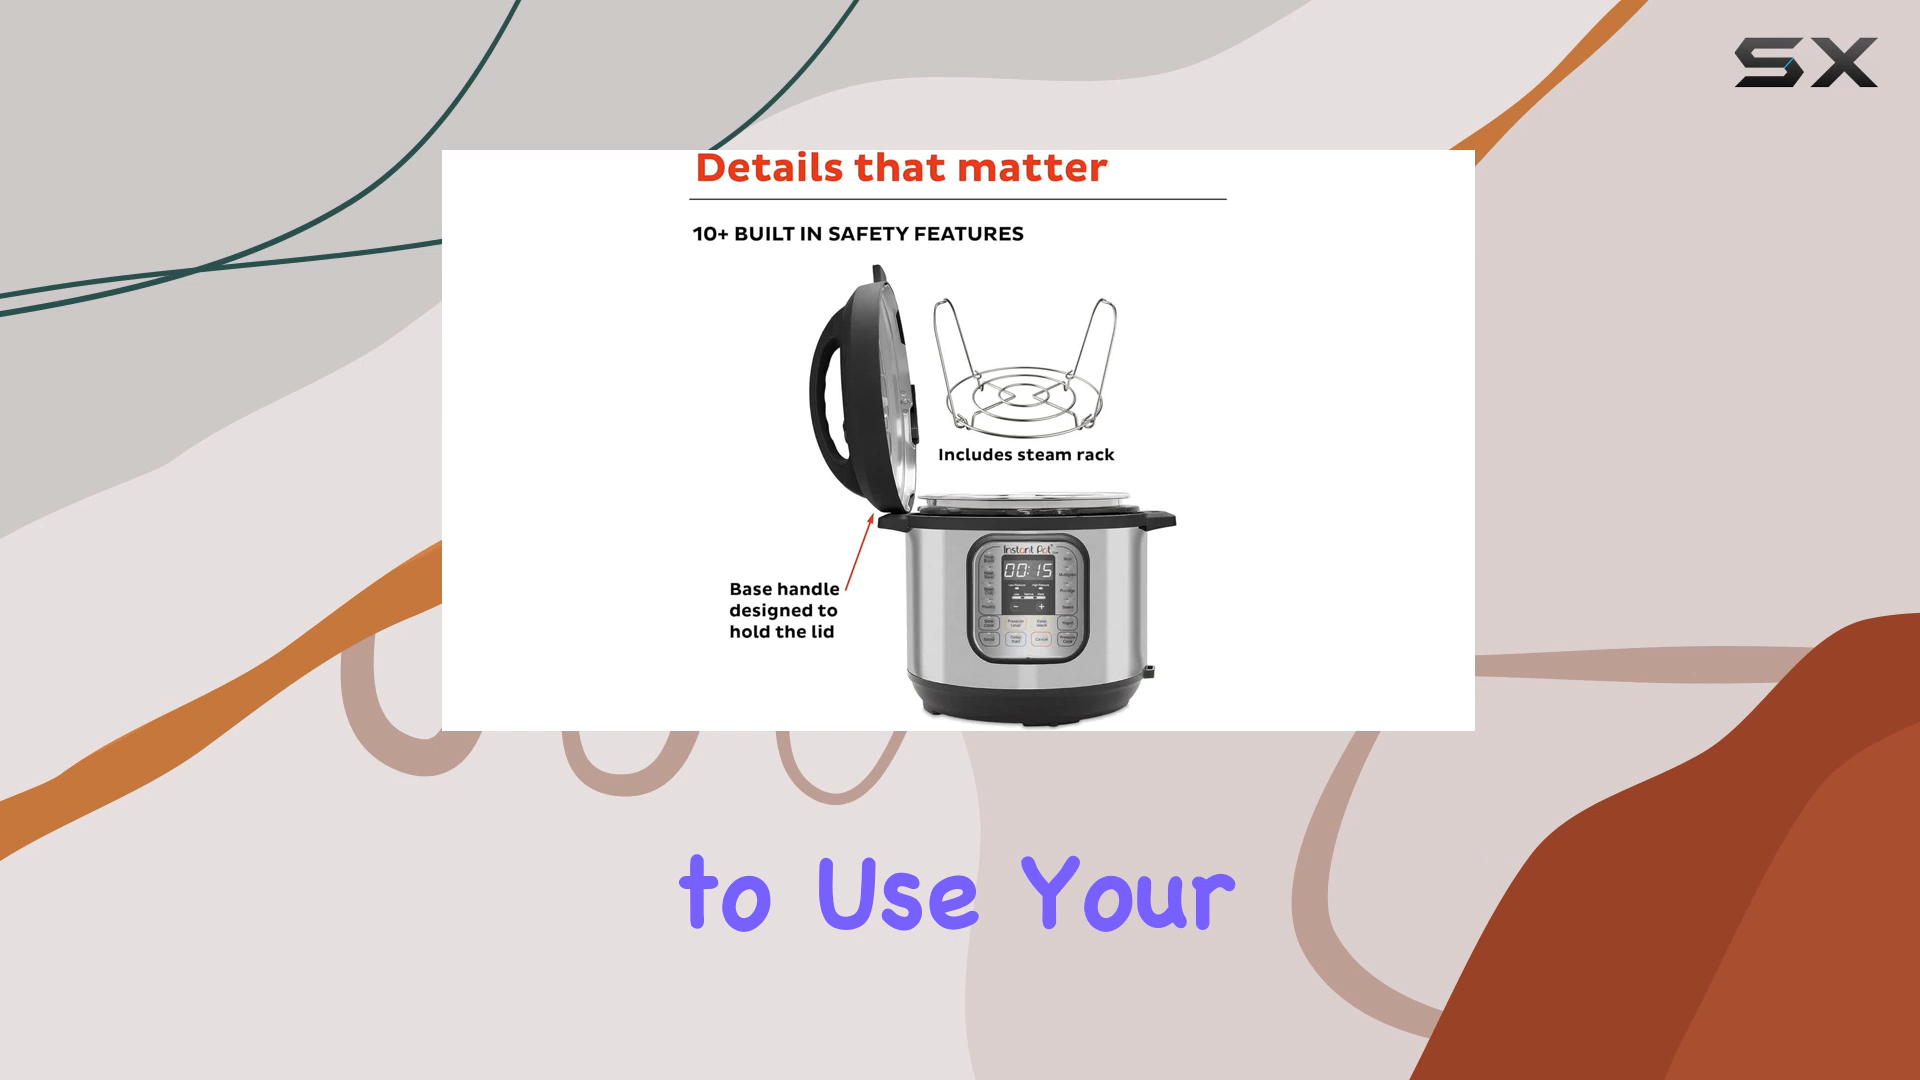 SX
Details that matter
10+ BUILT IN SAFETY FEATURES
Includes steam rack
Base handle
designed to
hold the lid
Instant Pot
00:15
Cancel
to Use Your